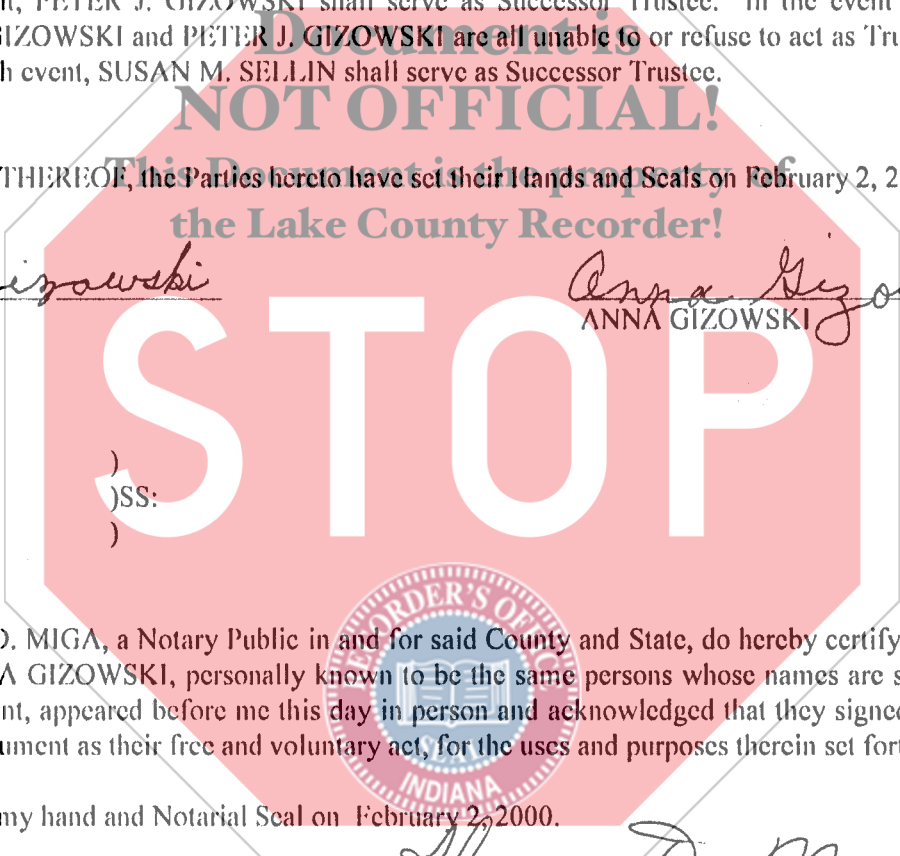 nt, PETER J. GIZOWSKI shall serve as Successor Trustee. In the event
GIZOWSKI and PETER J. GIZOWSKI are all unable to or refuse to act as Tru
h event, SUSAN M. SELLIN shall serve as Successor Trustee.
Document is
NOT OFFICIAL!
This Document is the property of
the Lake County Recorder!
THEREOF, the Parties hereto have set their Hands and Seals on February 2, 2
izowski
Anna Gizo
ANNA GIZOWSKI
STOP
)
)SS:
)
D. MIGA, a Notary Public in and for said County and State, do hereby certify
A GIZOWSKI, personally known to be the same persons whose names are s
nt, appeared before me this day in person and acknowledged that they signed
ument as their free and voluntary act, for the uses and purposes therein set fort
RECORDER'S OFFICE
SEAL
INDIANA
my hand and Notarial Seal on February 2, 2000.